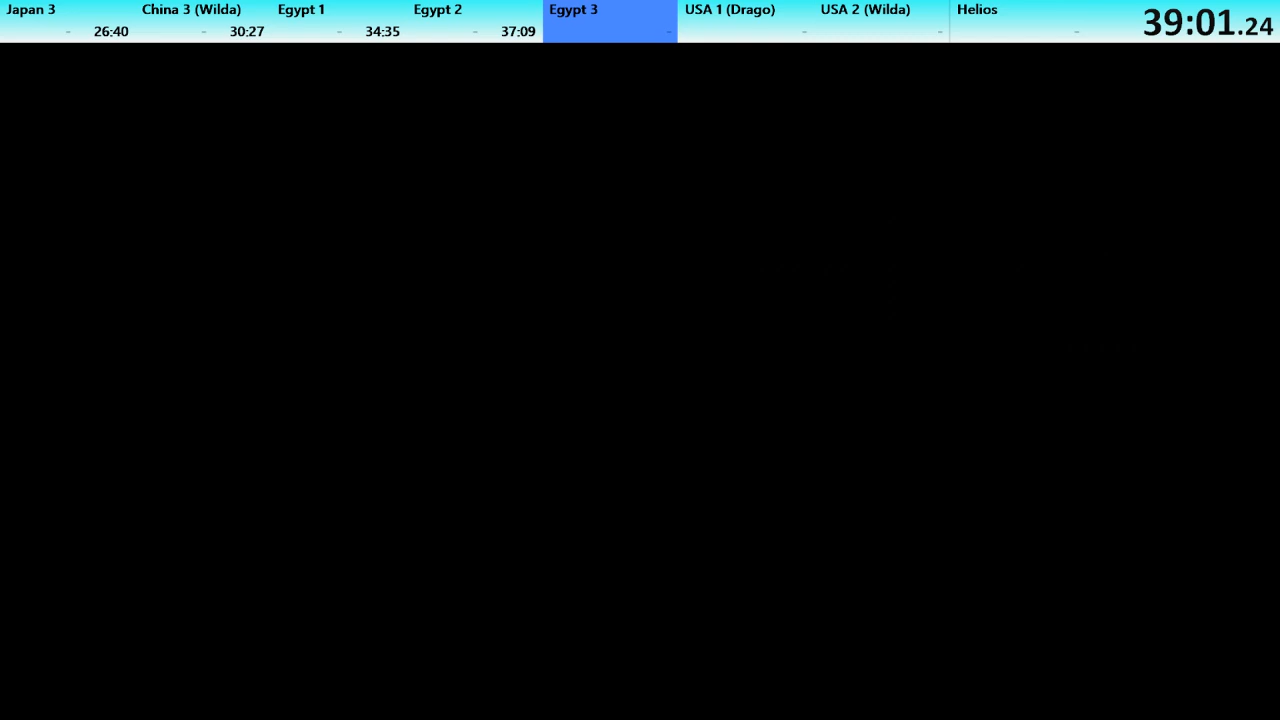 Japan 3 China 3 (Wilda) Egypt 1 Egypt 2 Egypt 3 USA 1 (Drago) USA 2 (Wilda) Helios 39:01.24
- 26:40 - 30:27 - 34:35 - 37:09 - - - -